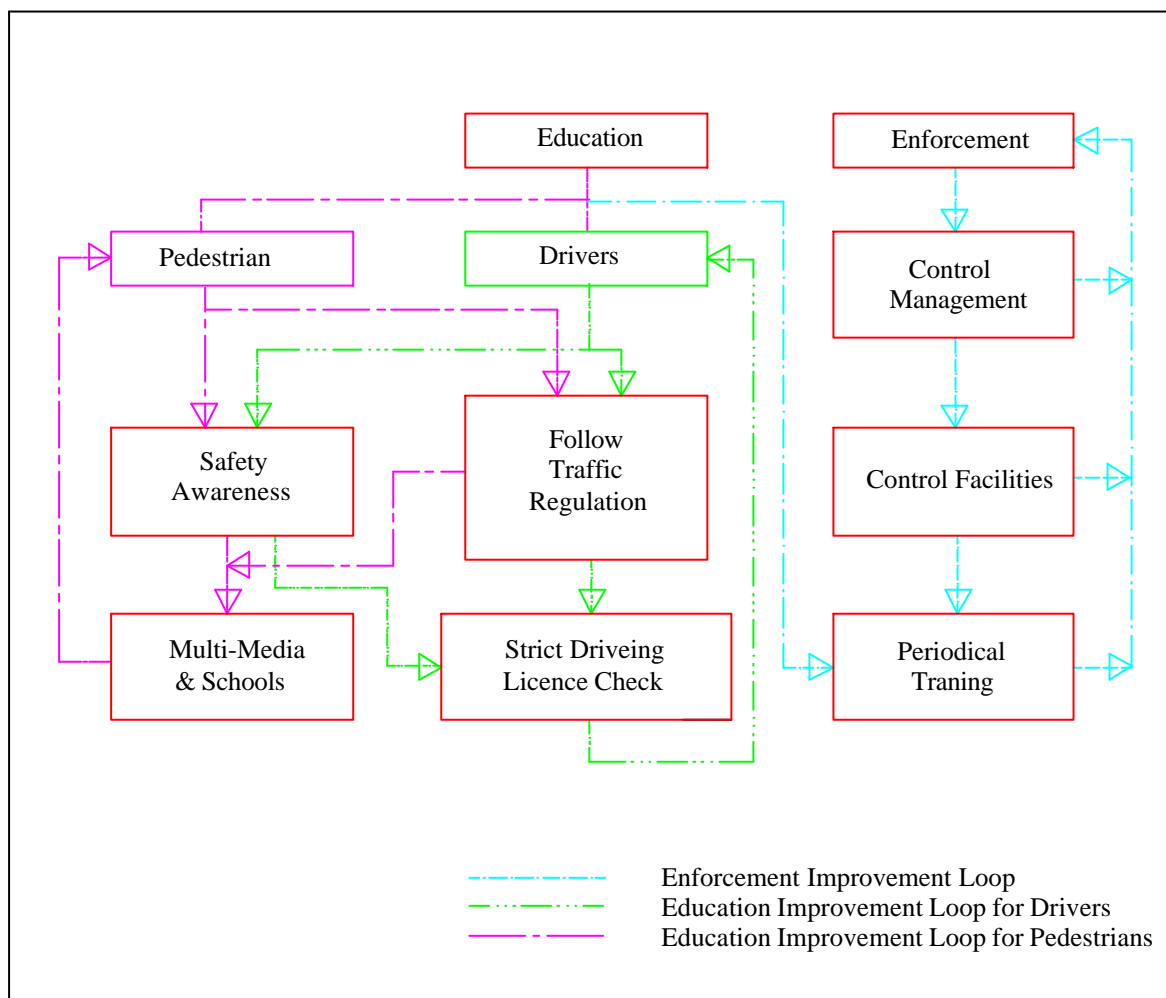 Education
Enforcement
Pedestrian
Drivers
Control
Management
Safety
Awareness
Follow
Traffic
Regulation
Control Facilities
Multi-Media
& Schools
Strict Driveing
Licence Check
Periodical
Traning
Enforcement Improvement Loop
Education Improvement Loop for Drivers
Education Improvement Loop for Pedestrians